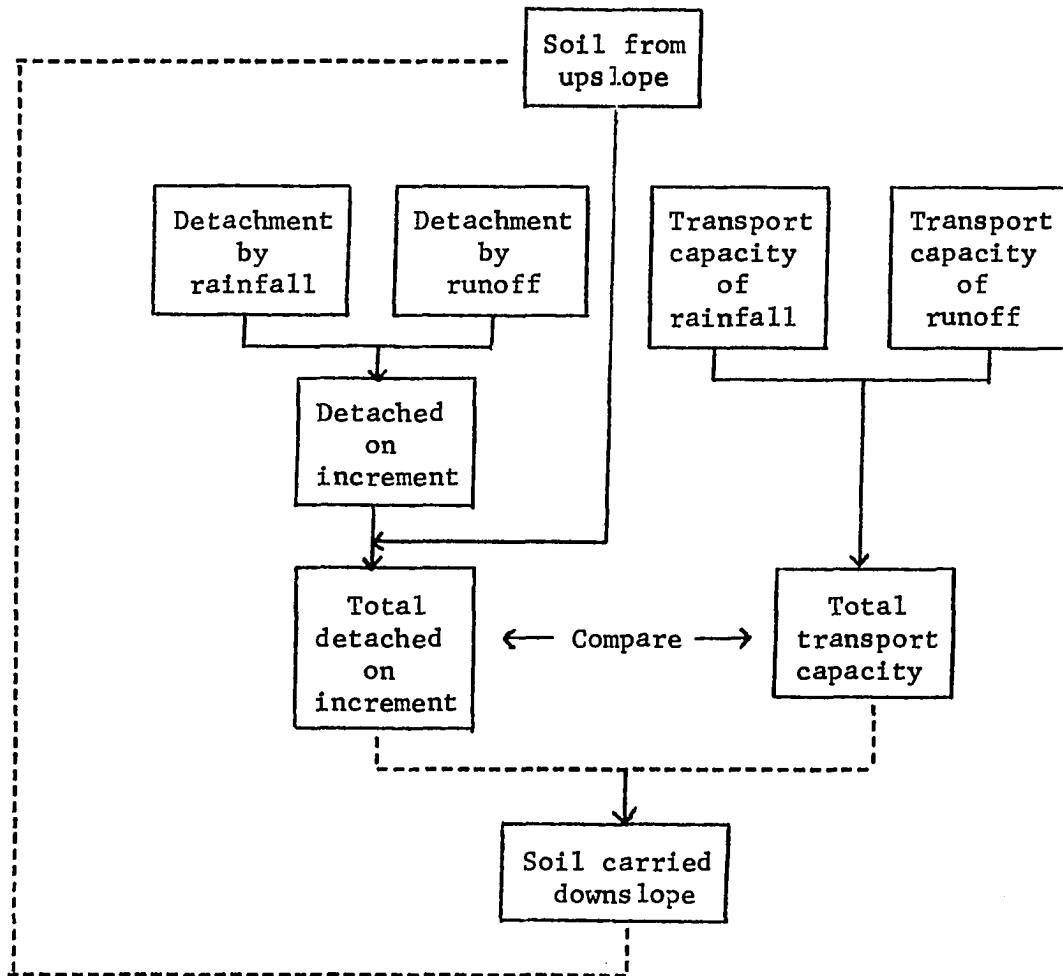 Soil from
upslope
Detachment
by
rainfall
Detachment
by
runoff
Transport
capacity
of
rainfall
Transport
capacity
of
runoff
Detached
on
increment
Total
detached
on
increment
Compare
Total
transport
capacity
Soil carried
downslope